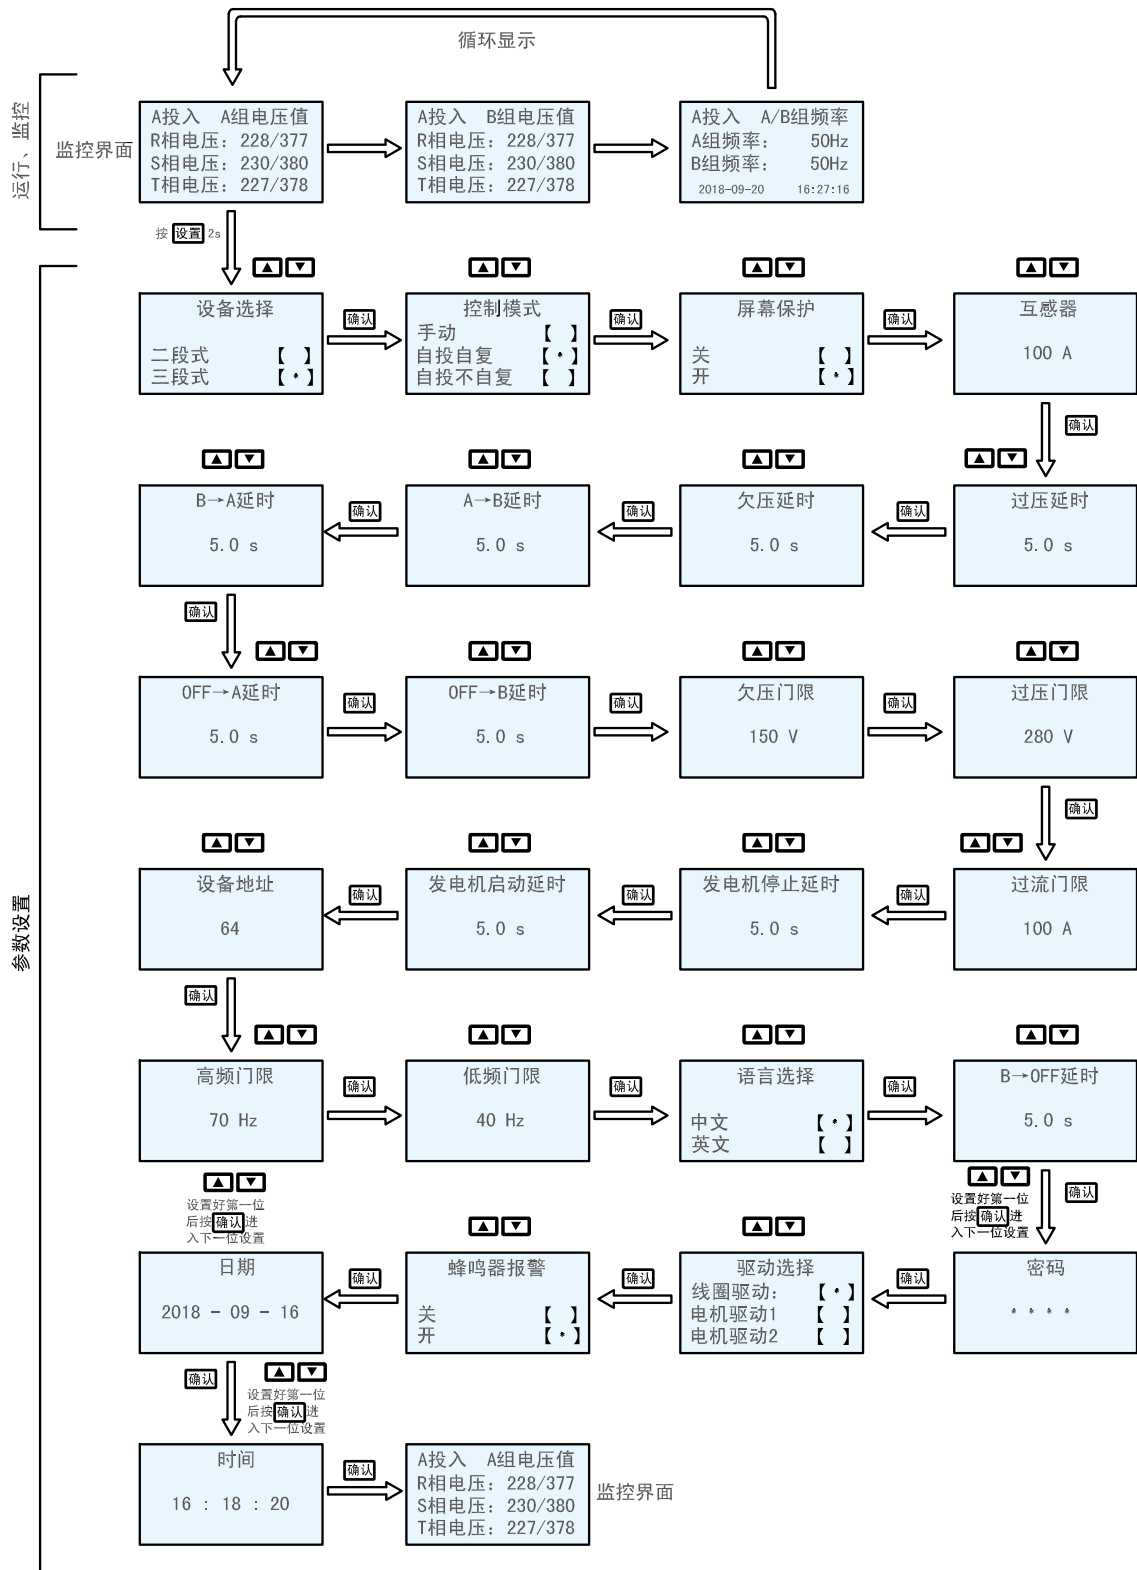 循环显示
运行、监控
监控界面
A投入 A组电压值
R相电压：228/377
S相电压：230/380
T相电压：227/378
A投入 B组电压值
R相电压：228/377
S相电压：230/380
T相电压：227/378
A投入 A/B组频率
A组频率： 50Hz
B组频率： 50Hz
2018-09-20 16:27:16
按 设置 2s
参数设置
▲ ▼
设备选择
二段式 【 】
三段式 【*】
确认
▲ ▼
控制模式
手动 【 】
自投自复 【*】
自投不自复 【 】
确认
▲ ▼
屏幕保护
关 【 】
开 【*】
确认
▲ ▼
互感器
100 A
确认
▲ ▼
过压延时
5.0 s
确认
▲ ▼
欠压延时
5.0 s
确认
▲ ▼
A→B延时
5.0 s
确认
▲ ▼
B→A延时
5.0 s
确认
▲ ▼
OFF→A延时
5.0 s
确认
▲ ▼
OFF→B延时
5.0 s
确认
▲ ▼
欠压门限
150 V
确认
▲ ▼
过压门限
280 V
确认
▲ ▼
过流门限
100 A
确认
▲ ▼
发电机停止延时
5.0 s
确认
▲ ▼
发电机启动延时
5.0 s
确认
▲ ▼
设备地址
64
确认
▲ ▼
高频门限
70 Hz
确认
▲ ▼
低频门限
40 Hz
确认
▲ ▼
语言选择
中文 【*】
英文 【 】
确认
▲ ▼
B→OFF延时
5.0 s
确认
▲ ▼
设置好第一位
后按 确认 进
入下一位设置
密码
* * * *
确认
▲ ▼
驱动选择
线圈驱动： 【*】
电机驱动1 【 】
电机驱动2 【 】
确认
▲ ▼
蜂鸣器报警
关 【 】
开 【*】
确认
▲ ▼
设置好第一位
后按 确认 进
入下一位设置
日期
2018 - 09 - 16
确认
▲ ▼
设置好第一位
后按 确认 进
入下一位设置
时间
16 : 18 : 20
确认
A投入 A组电压值
R相电压：228/377
S相电压：230/380
T相电压：227/378
监控界面